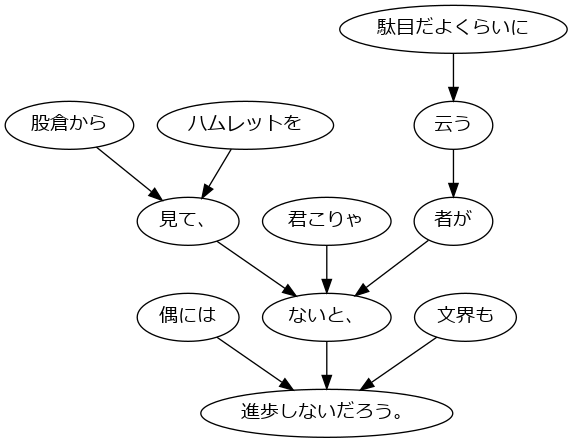 駄目だよくらいに
股倉から
ハムレットを
云う
見て、
君こりゃ
者が
偶には
ないと、
文界も
進歩しないだろう。